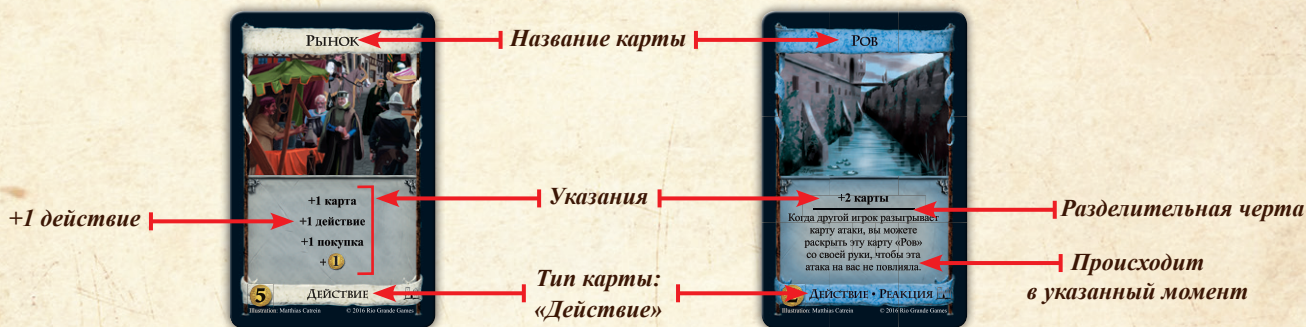 Рынок
Название карты
Ров
+1 карта
+1 действие
+1 покупка
+ 1
+1 действие
Указания
+2 карты
Когда другой игрок разыгрывает
карту атаки, вы можете
раскрыть эту карту «Ров»
со своей руки, чтобы эта
атака на вас не повлияла.
Разделительная черта
Происходит
в указанный момент
Тип карты:
«Действие»
5
Действие
Illustration: Matthias Catrein
© 2016 Rio Grande Games
2
Действие • Реакция
Illustration: Matthias Catrein
© 2016 Rio Grande Games